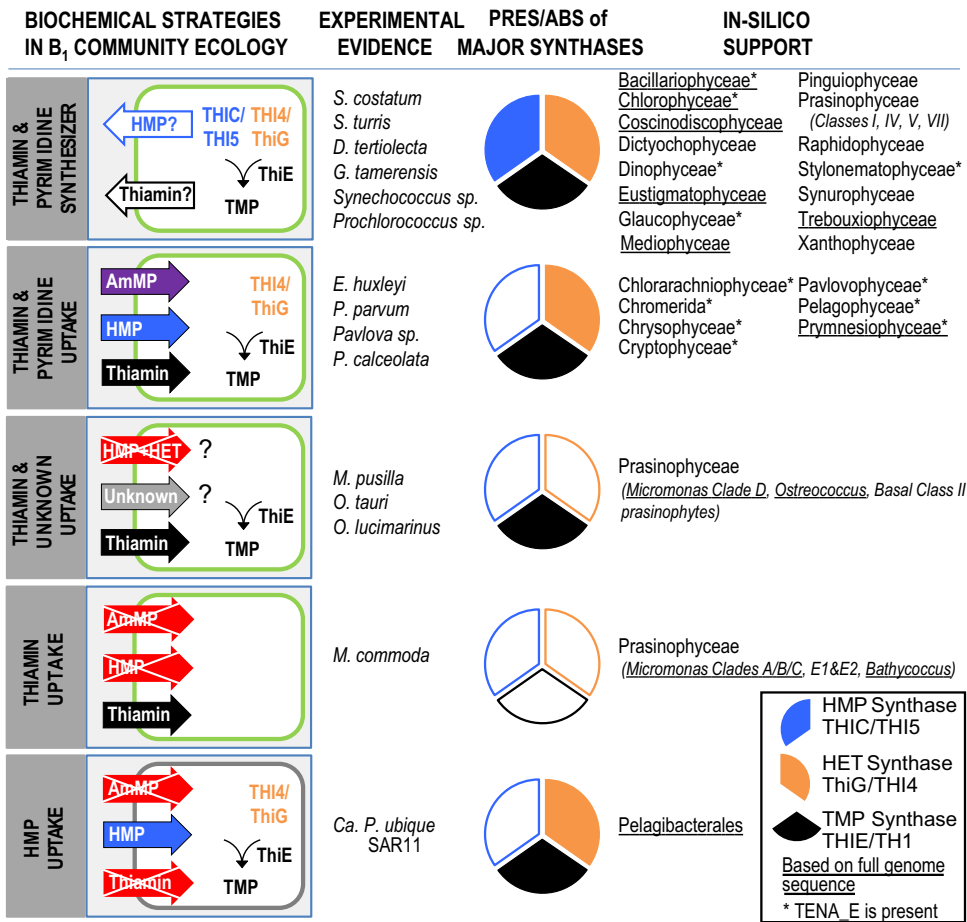 BIOCHEMICAL STRATEGIES
IN B1 COMMUNITY ECOLOGY
EXPERIMENTAL
EVIDENCE
PRES/ABS of
MAJOR SYNTHASES
IN-SILICO
SUPPORT
THIAMIN &
PYRIM IDINE
SYNTHESIZER
HMP?
THIC/
THI5
THI4/
ThiG
Thiamin?
ThiE
TMP
S. costatum
S. turris
D. tertiolecta
G. tamerensis
Synechococcus sp.
Prochlorococcus sp.
Bacillariophyceae*
Chlorophyceae*
Coscinodiscophyceae
Dictyochophyceae
Dinophyceae*
Eustigmatophyceae
Glaucophyceae*
Mediophyceae
Pinguiophyceae
Prasinophyceae
(Classes I, IV, V, VII)
Raphidophyceae
Stylonematophyceae*
Synurophyceae
Trebouxiophyceae
Xanthophyceae
THIAMIN &
PYRIM IDINE
UPTAKE
AmMP
HMP
Thiamin
THI4/
ThiG
ThiE
TMP
E. huxleyi
P. parvum
Pavlova sp.
P. calceolata
Chlorarachniophyceae*
Chromerida*
Chrysophyceae*
Cryptophyceae*
Pavlovophyceae*
Pelagophyceae*
Prymnesiophyceae*
THIAMIN &
UNKNOWN
UPTAKE
HMP+HET ?
Unknown ?
Thiamin
ThiE
TMP
M. pusilla
O. tauri
O. lucimarinus
Prasinophyceae
(Micromonas Clade D, Ostreococcus, Basal Class II
prasinophytes)
THIAMIN
UPTAKE
AmMP
HMP
Thiamin
M. commoda
Prasinophyceae
(Micromonas Clades A/B/C, E1&E2, Bathycoccus)
HMP
UPTAKE
AmMP
HMP
Thiamin
THI4/
ThiG
ThiE
TMP
Ca. P. ubique
SAR11
Pelagibacterales
HMP Synthase
THIC/THI5
HET Synthase
ThiG/THI4
TMP Synthase
THIE/TH1
Based on full genome
sequence
* TENA_E is present